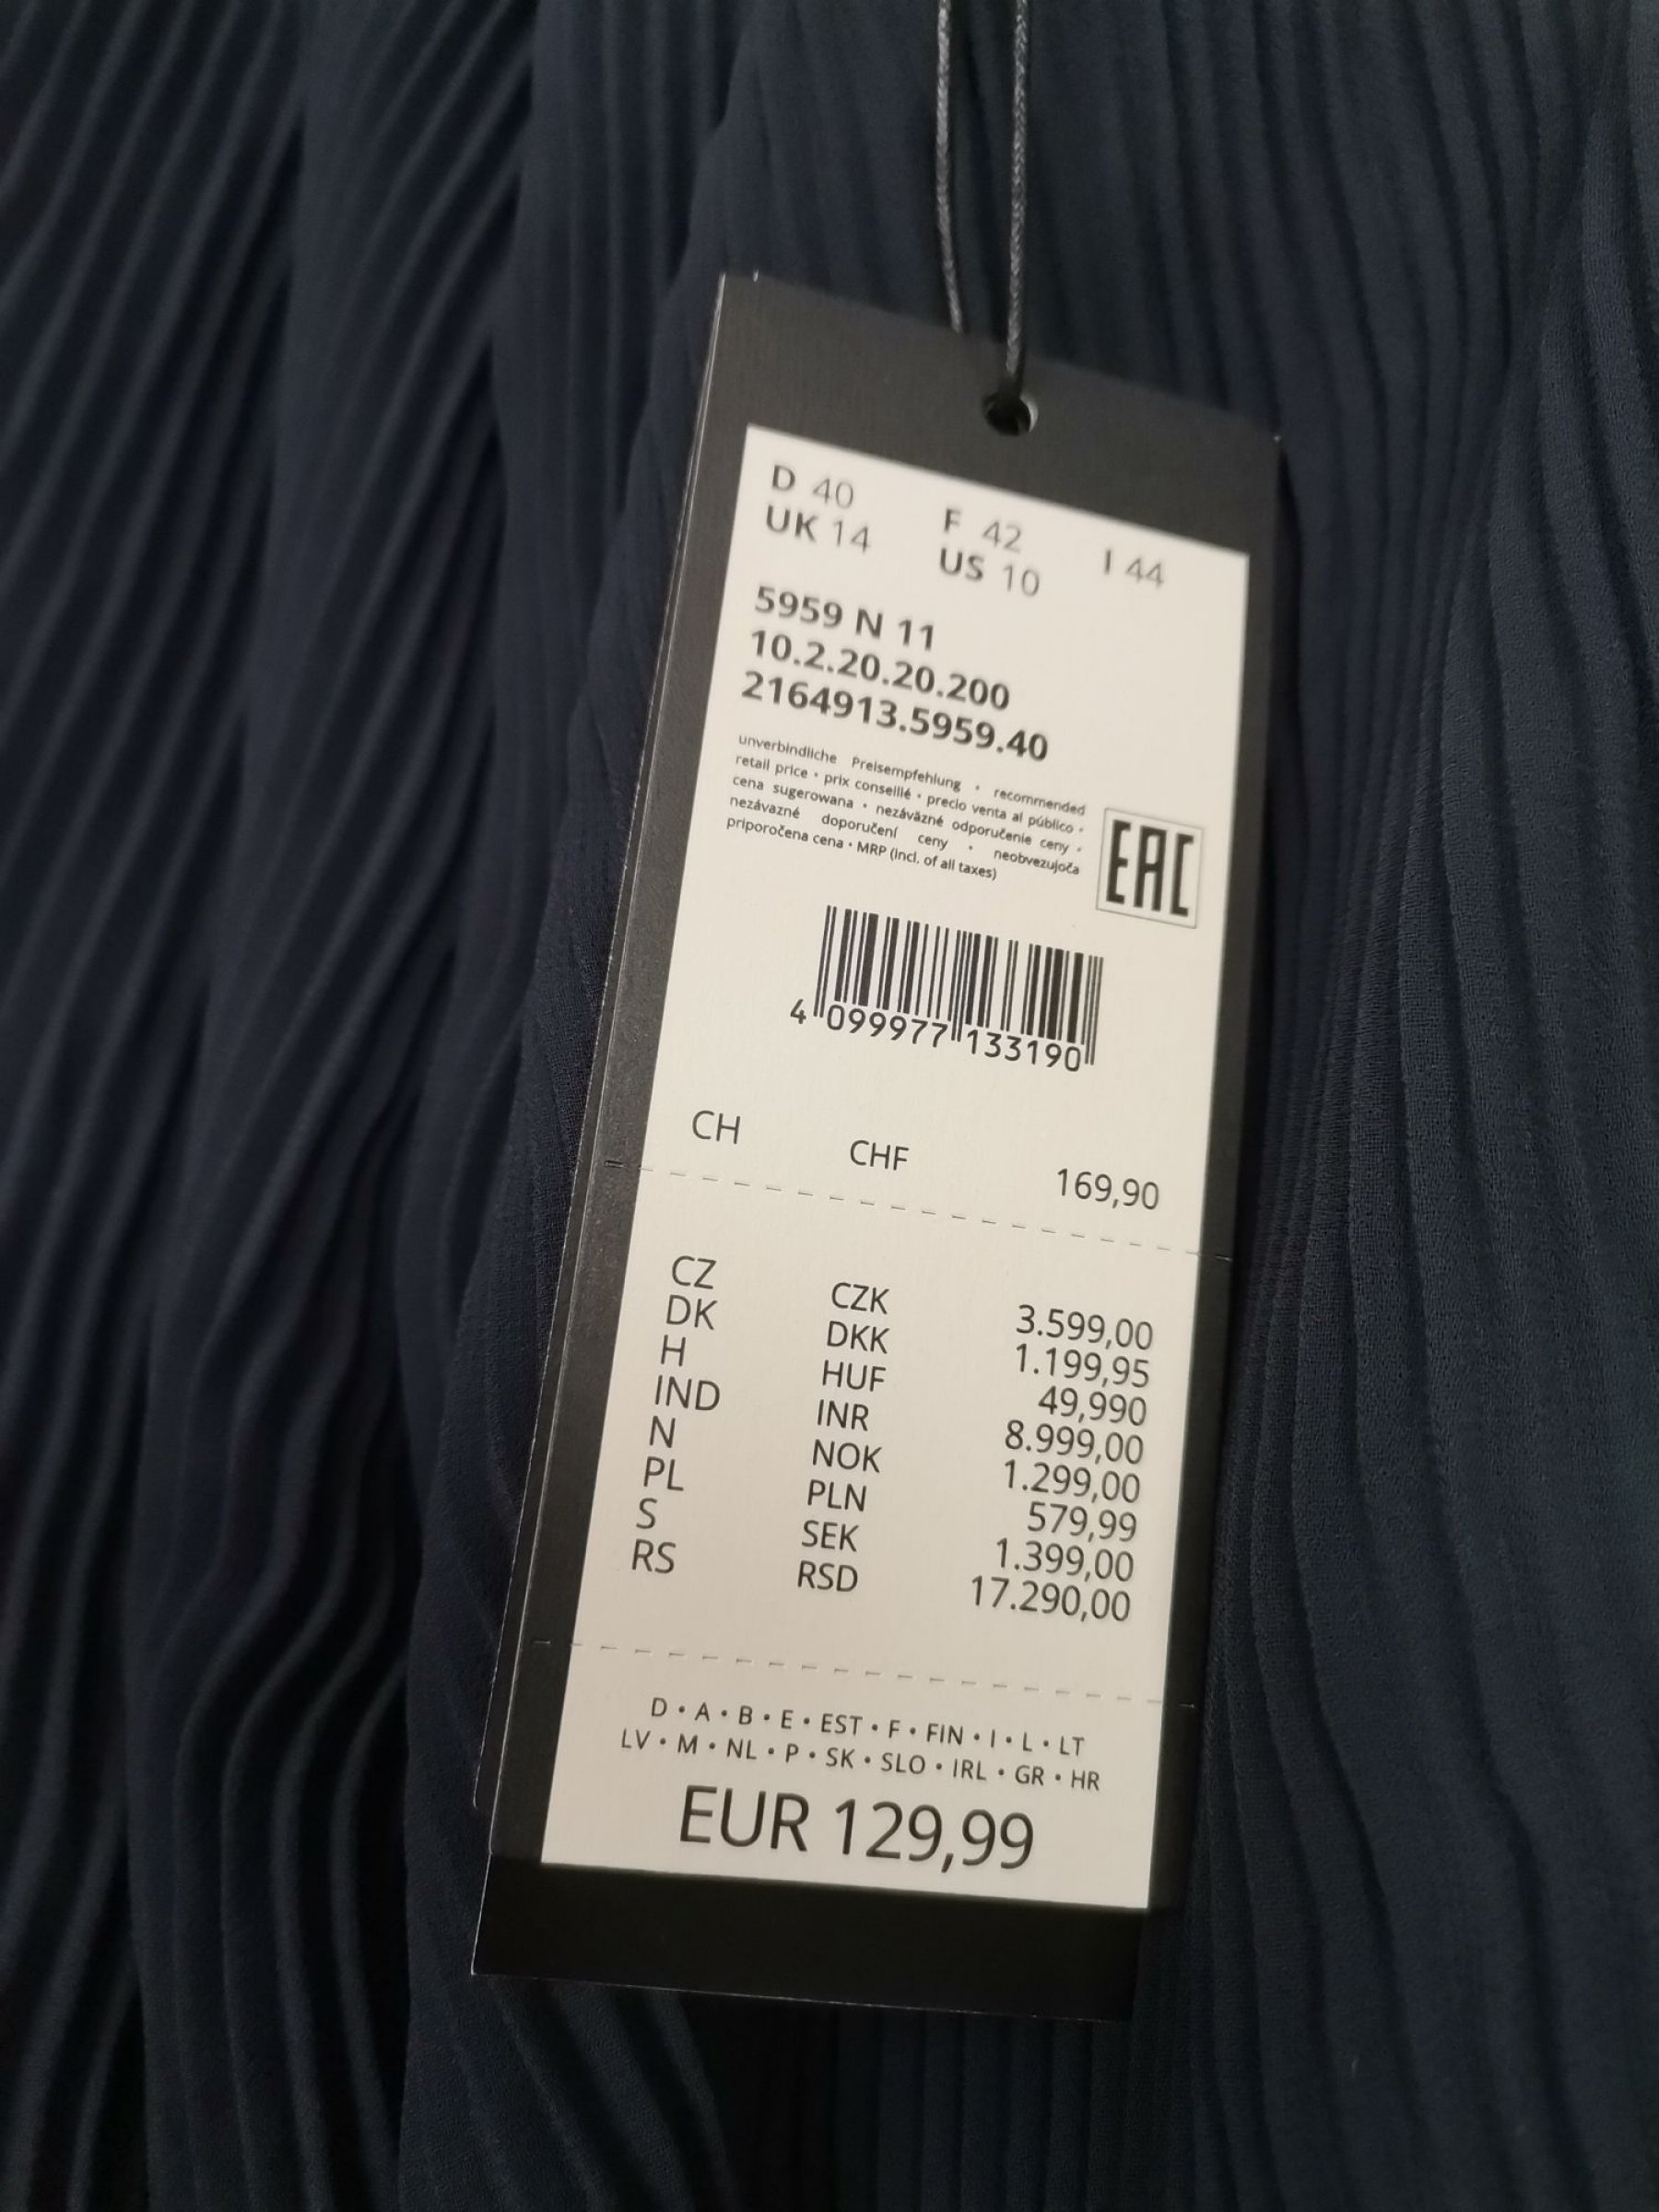 D 40 F 42 I 44
UK 14 US 10
5959 N 11
10.2.20.20.200
2164913.5959.40
unverbindliche Preisempfehlung • recommended
retail price • prix conseillé • precio venta al público •
cena sugerowana • nezáväzné odporučenie ceny •
nezávazné doporučení ceny • neobvezujoča
priporočena cena • MRP (incl. of all taxes)
EAC
4 099977 133190
CH CHF 169,90
CZ CZK 3.599,00
DK DKK 1.199,95
H HUF 49,990
IND INR 8.999,00
N NOK 1.299,00
PL PLN 579,99
S SEK 1.399,00
RS RSD 17.290,00
D • A • B • E • EST • F • FIN • I • L • LT
LV • M • NL • P • SK • SLO • IRL • GR • HR
EUR 129,99